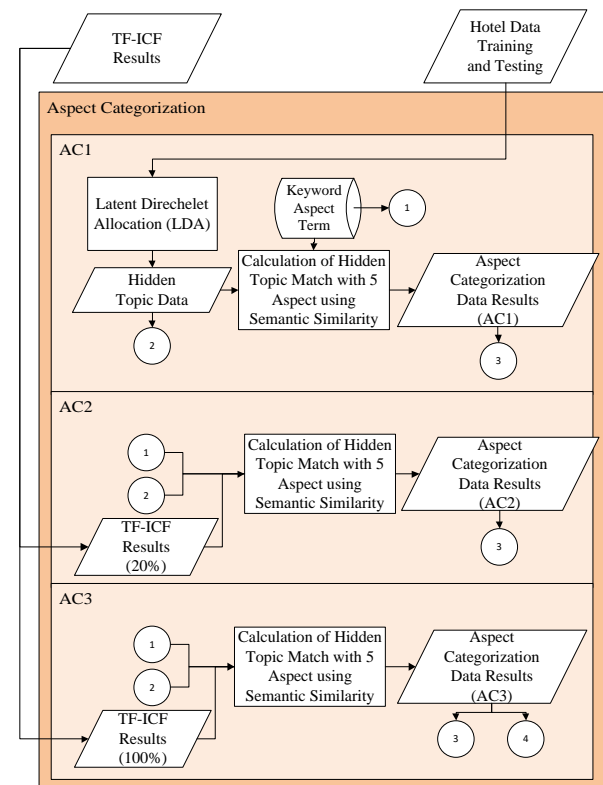 TF-ICF
Results
Hotel Data
Training
and Testing
Aspect Categorization
AC1
Latent Direchelet
Allocation (LDA)
Keyword
Aspect
Term
1
Hidden
Topic Data
Calculation of Hidden
Topic Match with 5
Aspect using
Semantic Similarity
Aspect
Categorization
Data Results
(AC1)
2
3
AC2
1
2
TF-ICF
Results
(20%)
Calculation of Hidden
Topic Match with 5
Aspect using
Semantic Similarity
Aspect
Categorization
Data Results
(AC2)
3
AC3
1
2
TF-ICF
Results
(100%)
Calculation of Hidden
Topic Match with 5
Aspect using
Semantic Similarity
Aspect
Categorization
Data Results
(AC3)
3
4